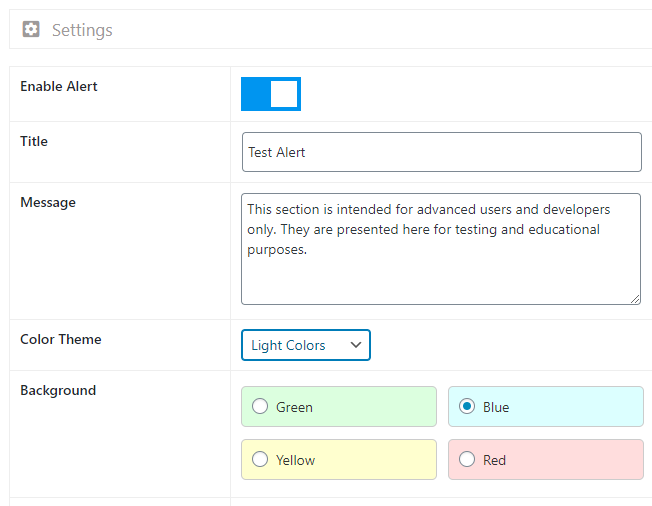 Settings
Enable Alert
Title
Test Alert
Message
This section is intended for advanced users and developers
only. They are presented here for testing and educational
purposes.
Color Theme
Light Colors
Background
Green
Blue
Yellow
Red